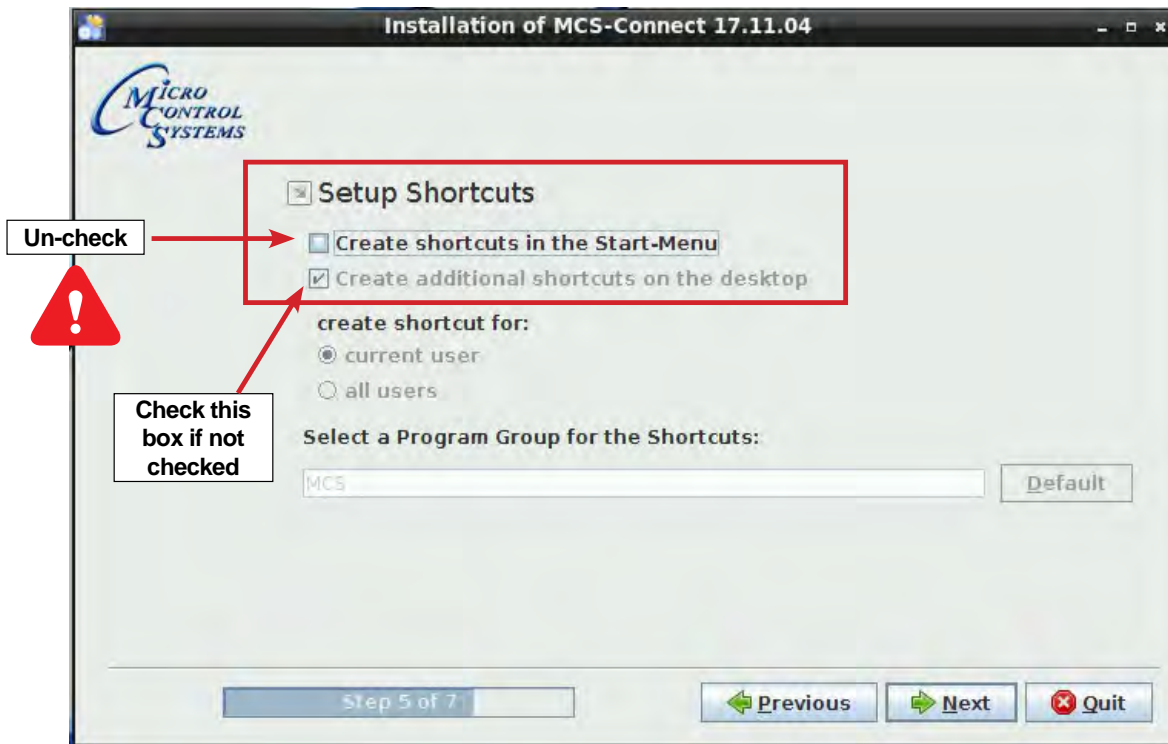 Installation of MCS-Connect 17.11.04
MICRO
CONTROL
SYSTEMS
Setup Shortcuts
Un-check
Create shortcuts in the Start-Menu
Create additional shortcuts on the desktop
create shortcut for:
current user
all users
Check this
box if not
checked
Select a Program Group for the Shortcuts:
MCS
Default
Step 5 of 7
Previous
Next
Quit